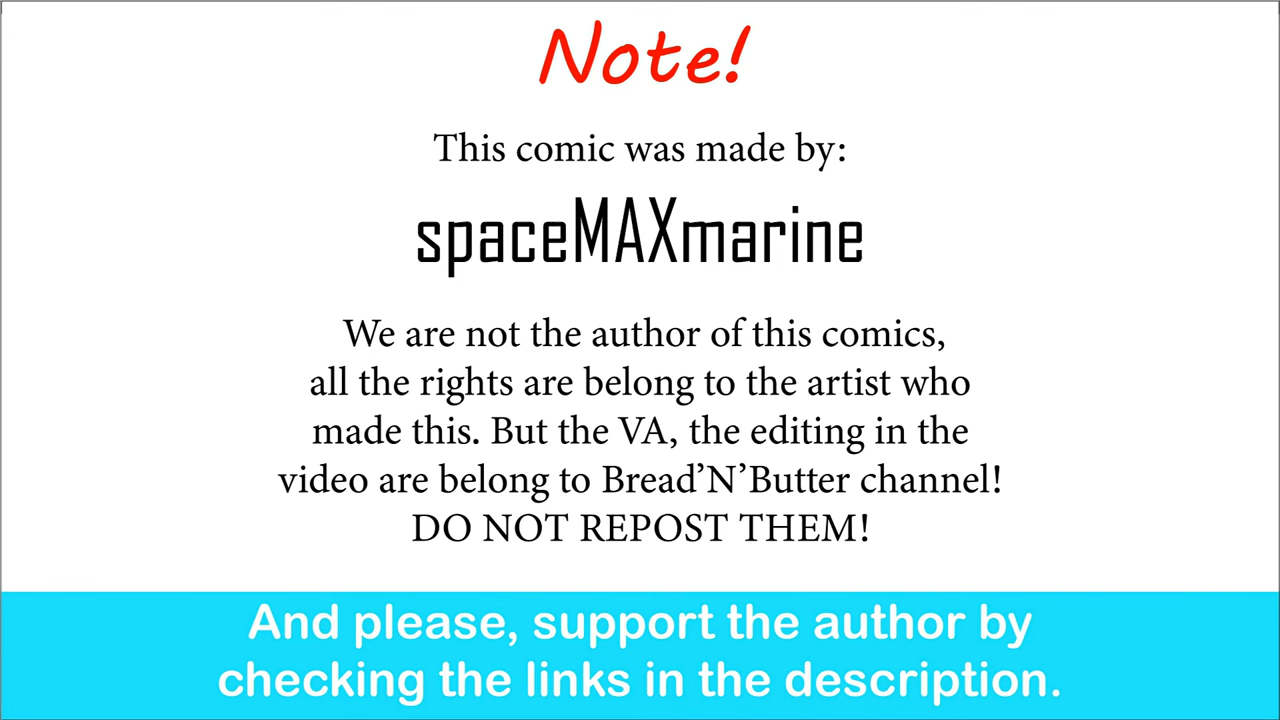 Note!
This comic was made by:
spaceMAXmarine
We are not the author of this comics,
all the rights are belong to the artist who
made this. But the VA, the editing in the
video are belong to Bread’N’Butter channel!
DO NOT REPOST THEM!
And please, support the author by
checking the links in the description.